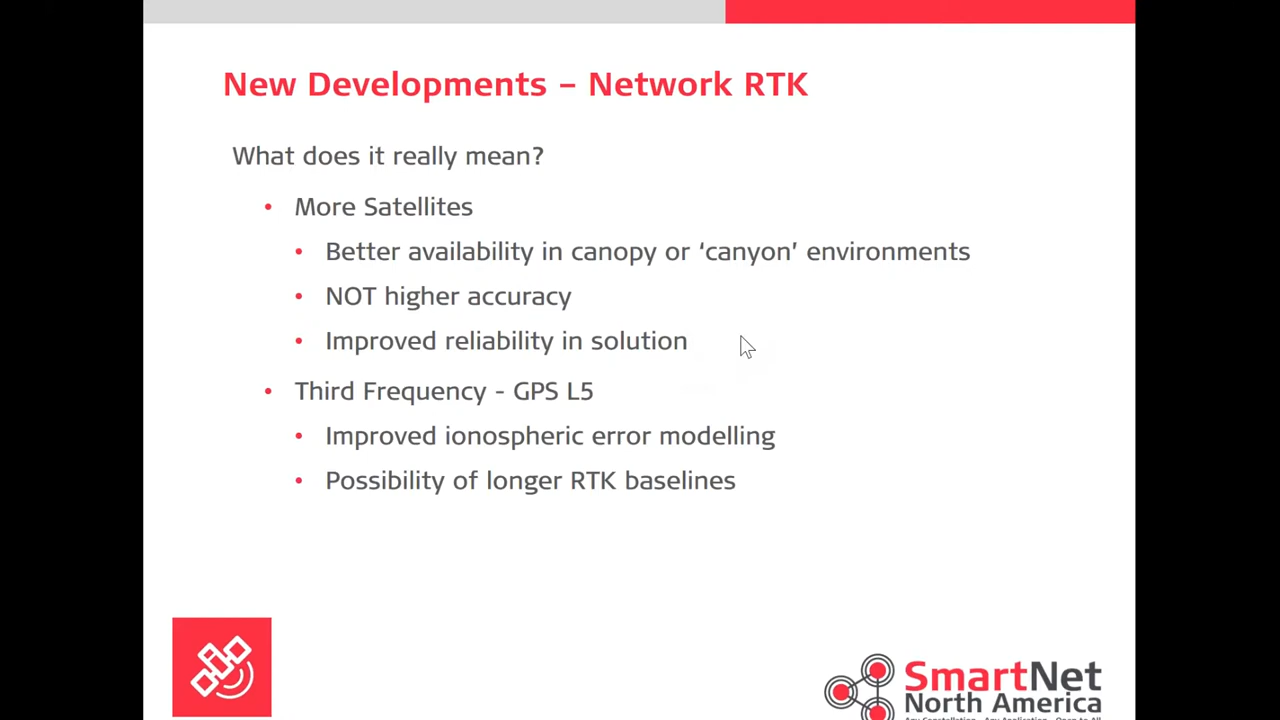 New Developments – Network RTK
What does it really mean?
• More Satellites
• Better availability in canopy or ‘canyon’ environments
• NOT higher accuracy
• Improved reliability in solution
• Third Frequency - GPS L5
• Improved ionospheric error modelling
• Possibility of longer RTK baselines
SmartNet
North America